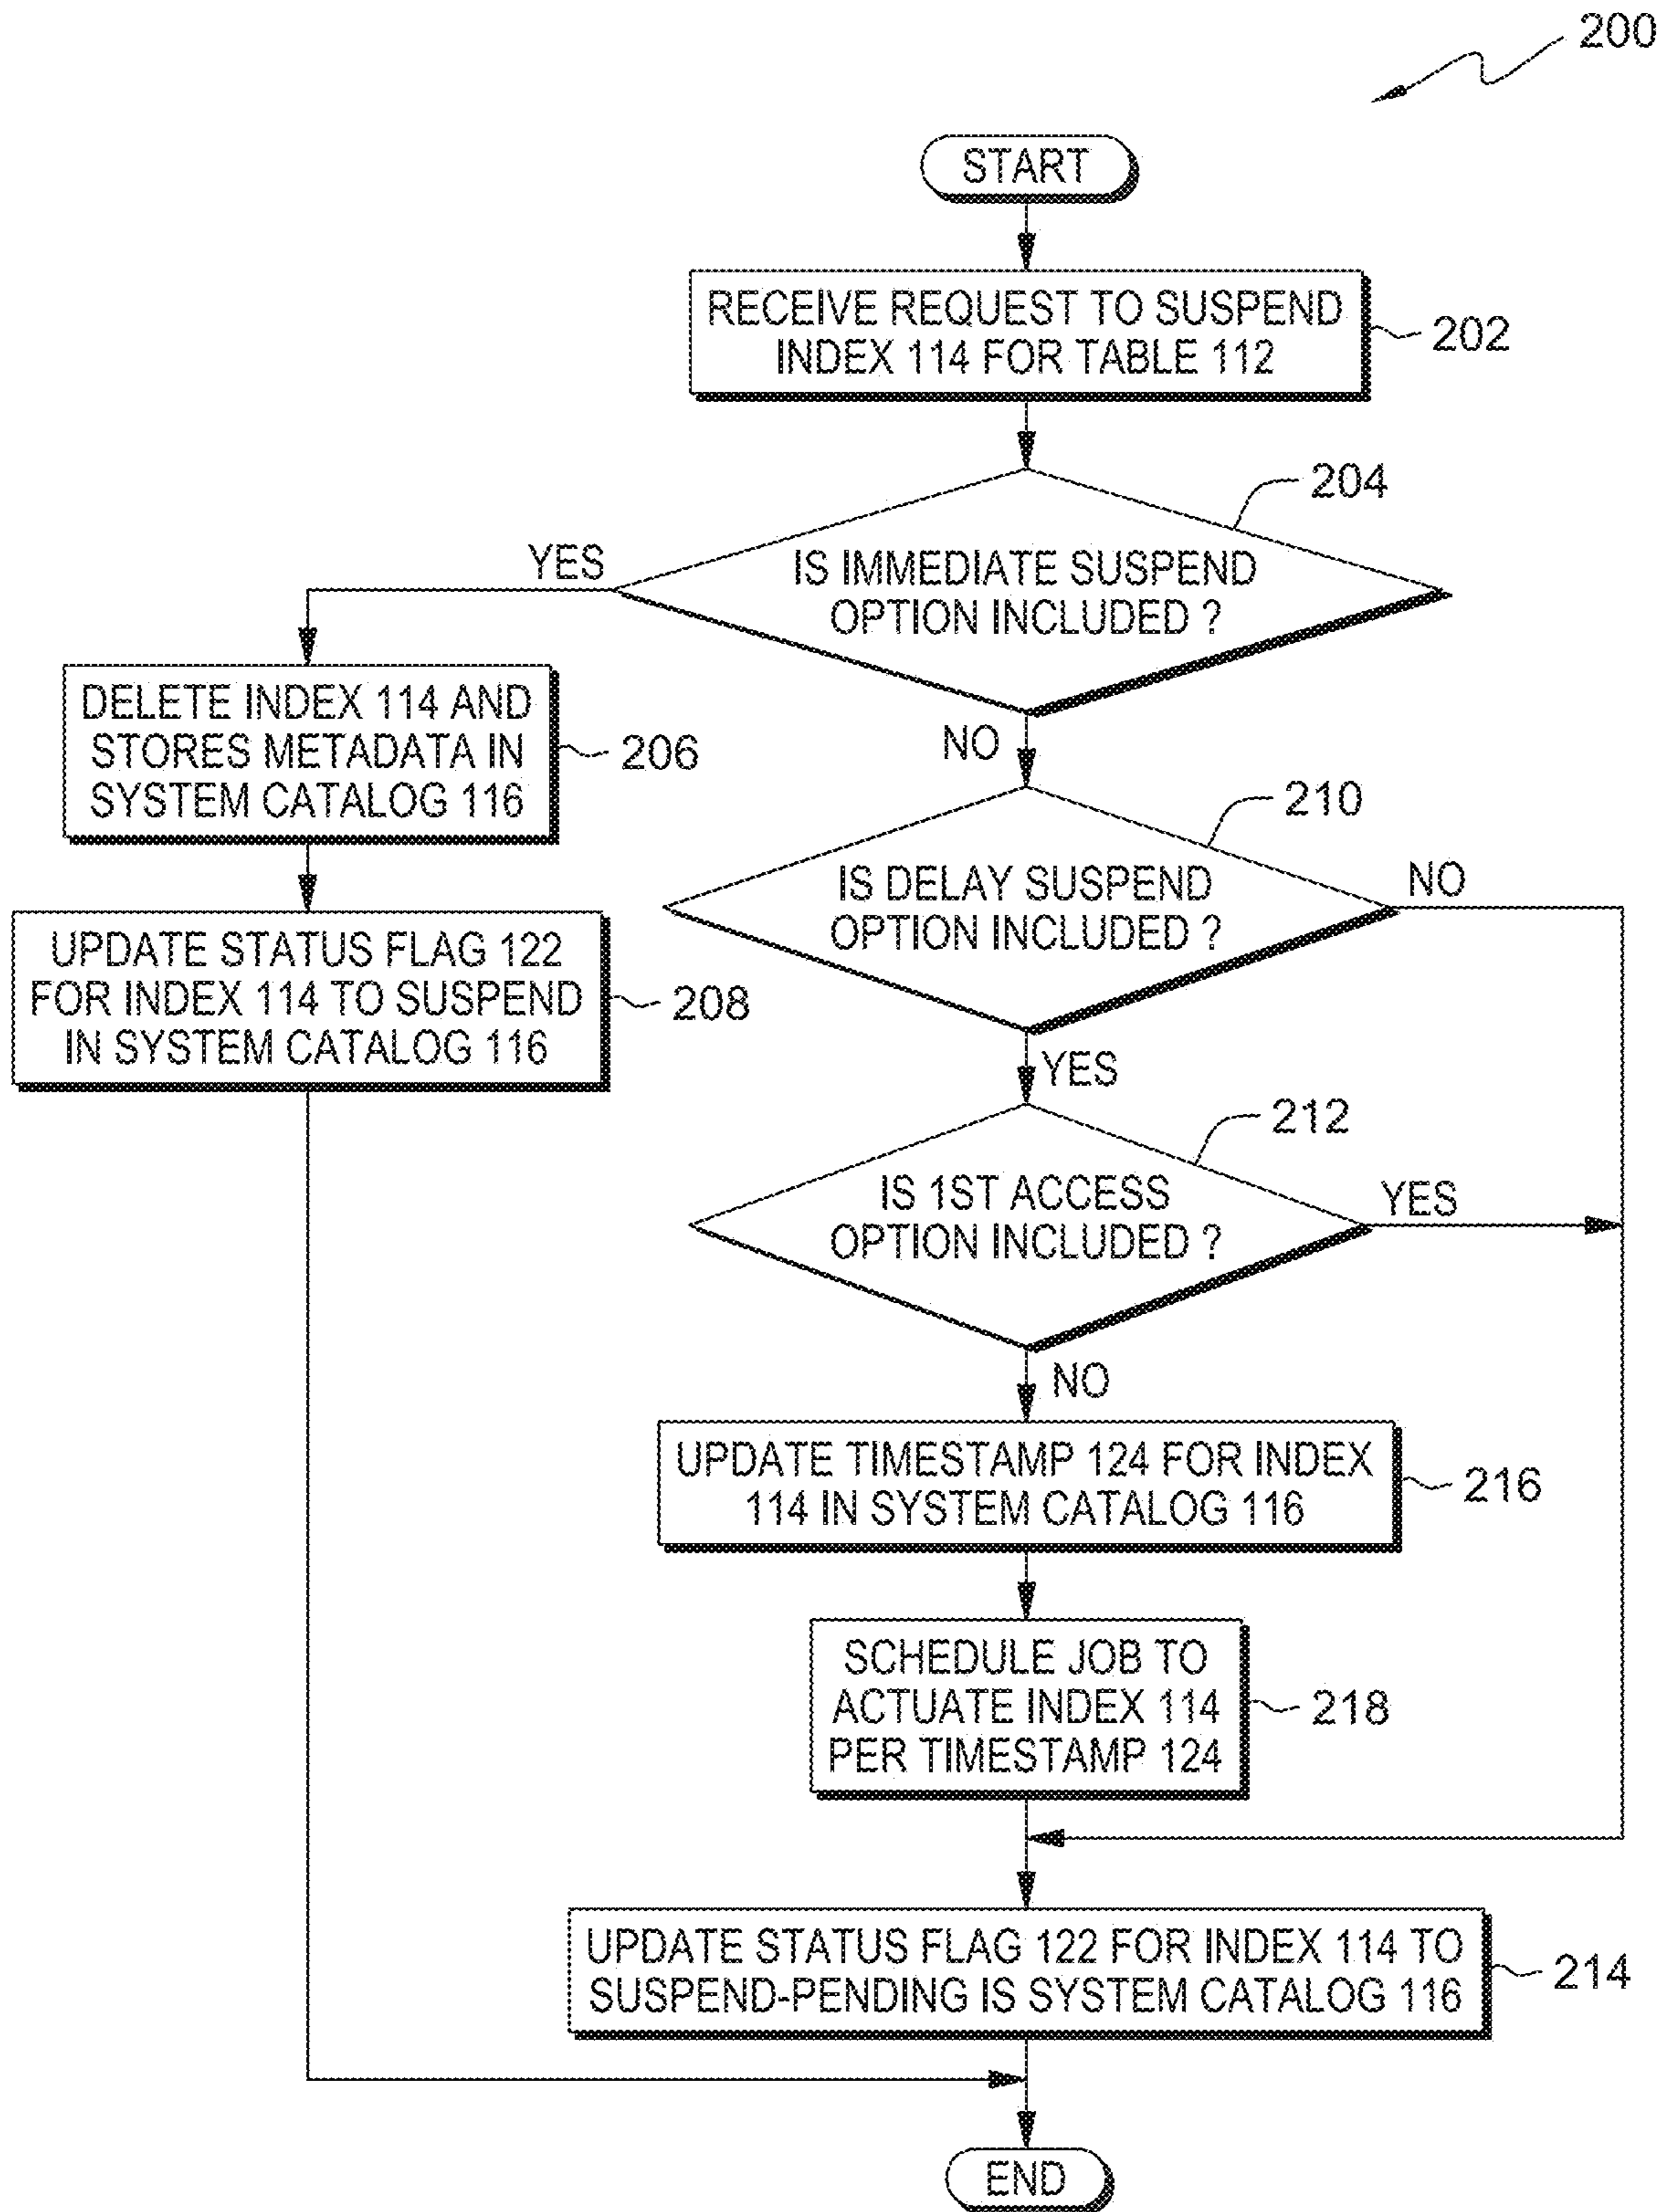 200
START
RECEIVE REQUEST TO SUSPEND
INDEX 114 FOR TABLE 112
202
204
IS IMMEDIATE SUSPEND
OPTION INCLUDED ?
YES
NO
DELETE INDEX 114 AND
STORES METADATA IN
SYSTEM CATALOG 116
206
UPDATE STATUS FLAG 122
FOR INDEX 114 TO SUSPEND
IN SYSTEM CATALOG 116
208
210
IS DELAY SUSPEND
OPTION INCLUDED ?
NO
YES
212
IS 1ST ACCESS
OPTION INCLUDED ?
YES
NO
UPDATE TIMESTAMP 124 FOR INDEX
114 IN SYSTEM CATALOG 116
216
SCHEDULE JOB TO
ACTUATE INDEX 114
PER TIMESTAMP 124
218
UPDATE STATUS FLAG 122 FOR INDEX 114 TO
SUSPEND-PENDING IS SYSTEM CATALOG 116
214
END